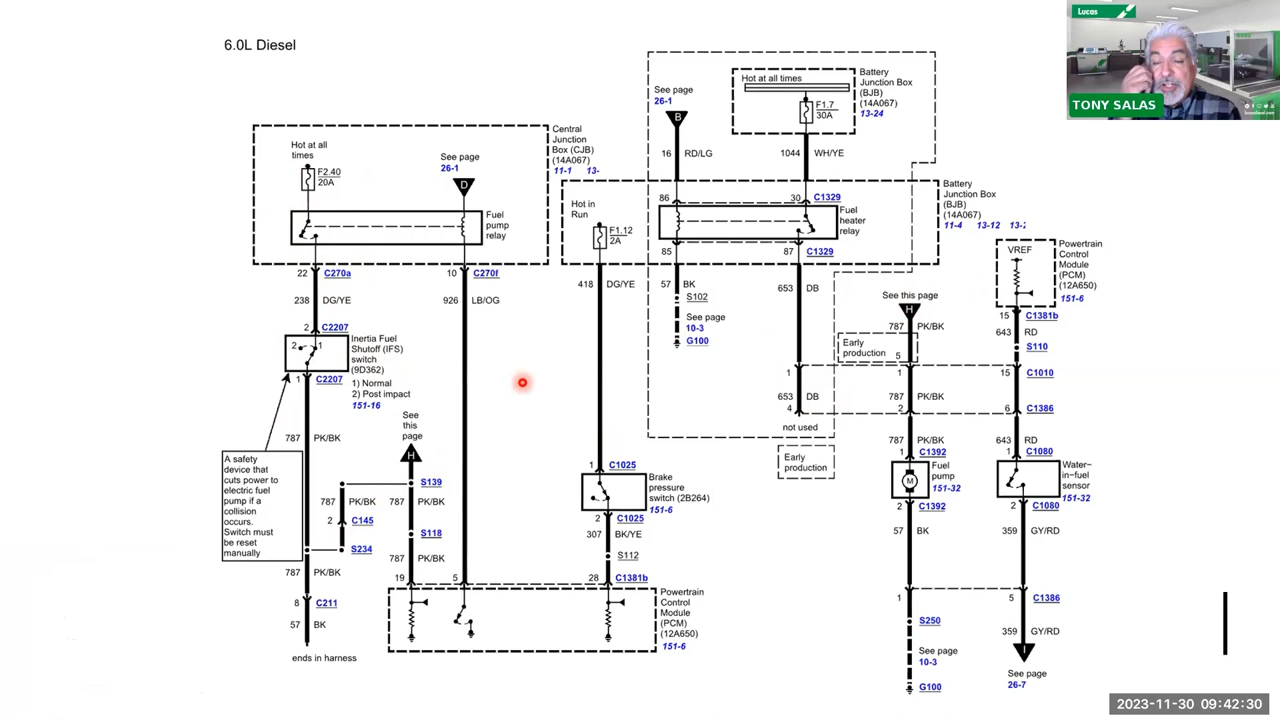 6.0L Diesel
Lucas
TONY SALAS
Hot at all
times
F2.40
20A
See page
26-1
D
Fuel
pump
relay
Central
Junction
Box (CJB)
(14A067)
11-1 13-
22
C270a
10
C270f
238
DG/YE
926
LB/OG
2
C2207
2
1
Inertia Fuel
Shutoff (IFS)
switch
(9D362)
1) Normal
2) Post impact
151-16
1
C2207
787
PK/BK
A safety
device that
cuts power to
electric fuel
pump if a
collision
occurs.
Switch must
be reset
manually
See
this
page
H
S139
787
PK/BK
787
PK/BK
2
C145
S118
S234
787
PK/BK
787
PK/BK
8
C211
57
BK
ends in harness
19
5
28
C1381b
Powertrain
Control
Module
(PCM)
(12A650)
151-6
Hot in
Run
F1.12
2A
418
DG/YE
1
C1025
Brake
pressure
switch (2B264)
151-6
2
C1025
307
BK/YE
S112
See page
26-1
B
16
RD/LG
Hot at all times
F1.7
30A
Battery
Junction Box
(BJB)
(14A067)
13-24
1044
WH/YE
86
30
C1329
Fuel
heater
relay
85
87
C1329
Battery
Junction Box
(BJB)
(14A067)
11-4 13-12 13-2
57
BK
S102
See page
10-3
G100
653
DB
1
653
DB
4
not used
Early
production
See this page
H
787
PK/BK
Early
production
5
1
787
PK/BK
2
787
PK/BK
1
C1392
M
Fuel
pump
151-32
2
C1392
57
BK
1
S250
See page
10-3
G100
VREF
Powertrain
Control
Module
(PCM)
(12A650)
151-6
15
C1381b
643
RD
S110
15
C1010
6
C1386
643
RD
1
C1080
Water-
in-fuel
sensor
151-32
2
C1080
359
GY/RD
5
C1386
359
GY/RD
I
See page
26-7
2023-11-30 09:42:30